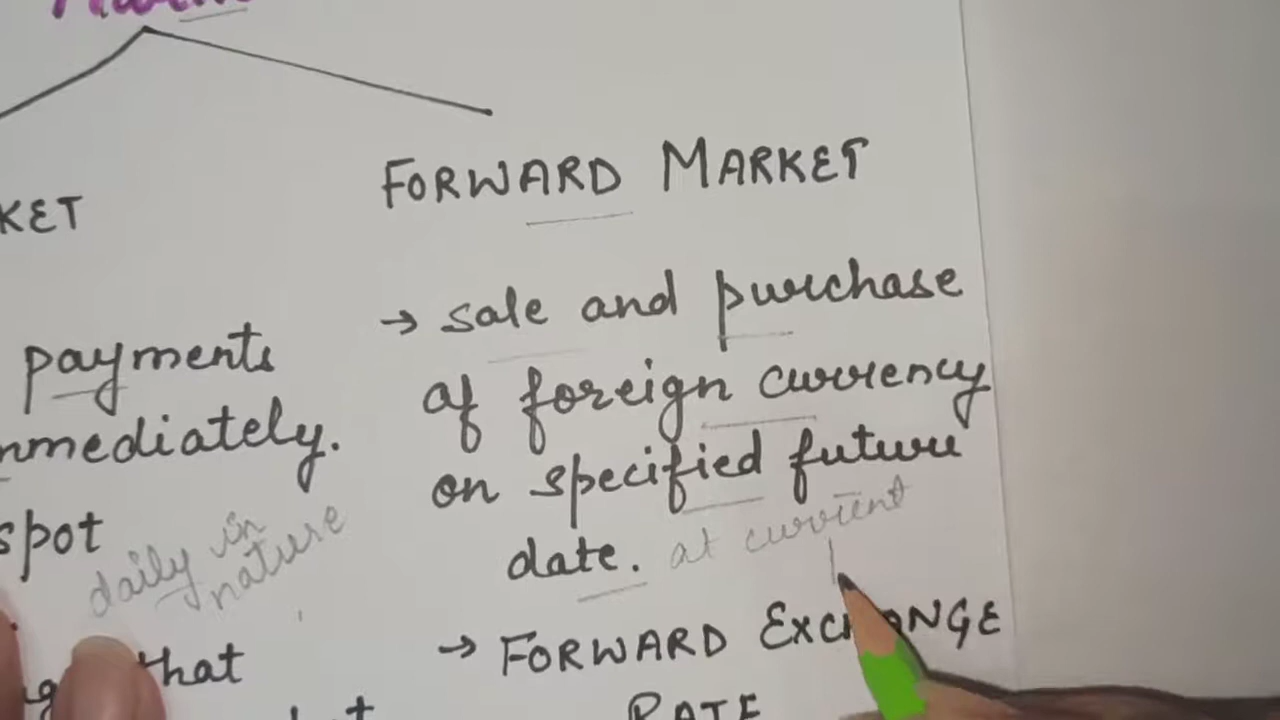 KET
payments
mmediately.
spot
daily in
nature
that
FORWARD MARKET
→ sale and purchase
of foreign currency
on specified future
date. at current
→ FORWARD EXCHANGE
RATE